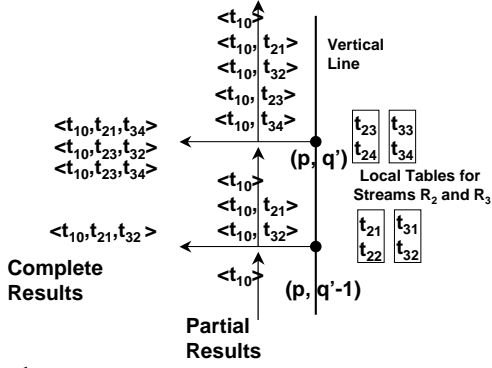 <t₁₀>
<t₁₀, t₂₁>
<t₁₀, t₃₂>
<t₁₀, t₂₃>
<t₁₀, t₃₄>
Vertical
Line
<t₁₀,t₂₁,t₃₄>
<t₁₀,t₂₃,t₃₂>
<t₁₀,t₂₃,t₃₄>
(p, q')
t₂₃ t₃₃
t₂₄ t₃₄
Local Tables for
Streams R₂ and R₃
<t₁₀>
<t₁₀, t₂₁>
<t₁₀, t₃₂>
<t₁₀,t₂₁,t₃₂ >
t₂₁ t₃₁
t₂₂ t₃₂
Complete
Results
<t₁₀>
(p, q'-1)
Partial
Results